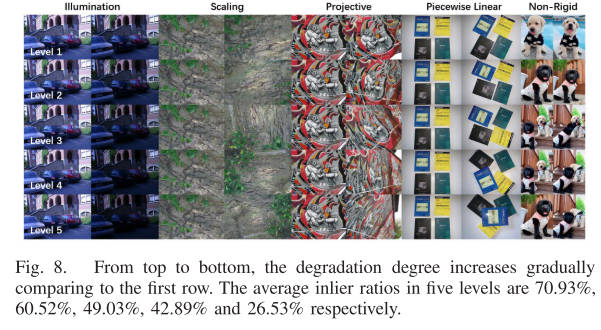 Illumination Scaling Projective Piecewise Linear Non-Rigid
Level 1
Level 2
Level 3
Level 4
Level 5
Fig. 8. From top to bottom, the degradation degree increases gradually
comparing to the first row. The average inlier ratios in five levels are 70.93%,
60.52%, 49.03%, 42.89% and 26.53% respectively.